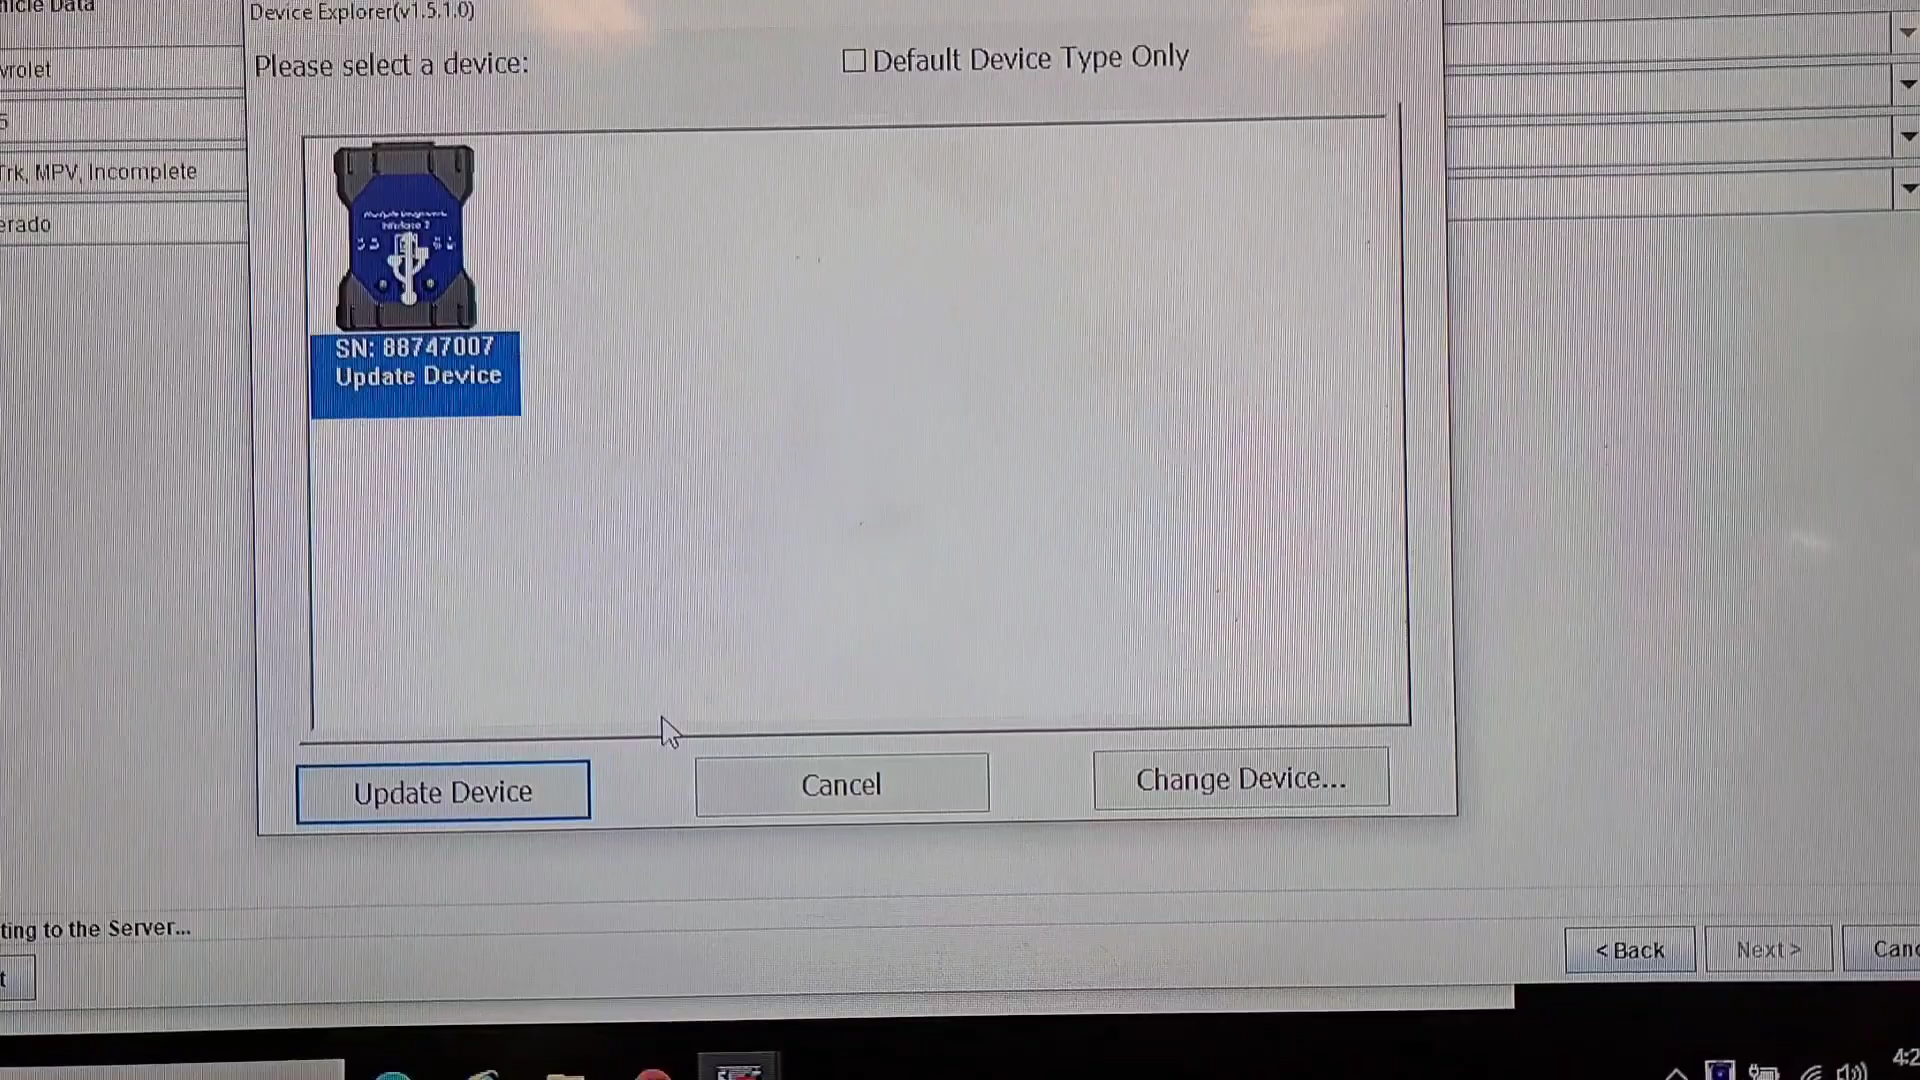 hicle Data
Device Explorer(v1.5.1.0)
Please select a device:
Default Device Type Only
vrolet
5
Trk, MPV, Incomplete
erado
SN: 88747007
Update Device
Update Device
Cancel
Change Device...
ting to the Server...
< Back
Next >
Canc
t
4:2